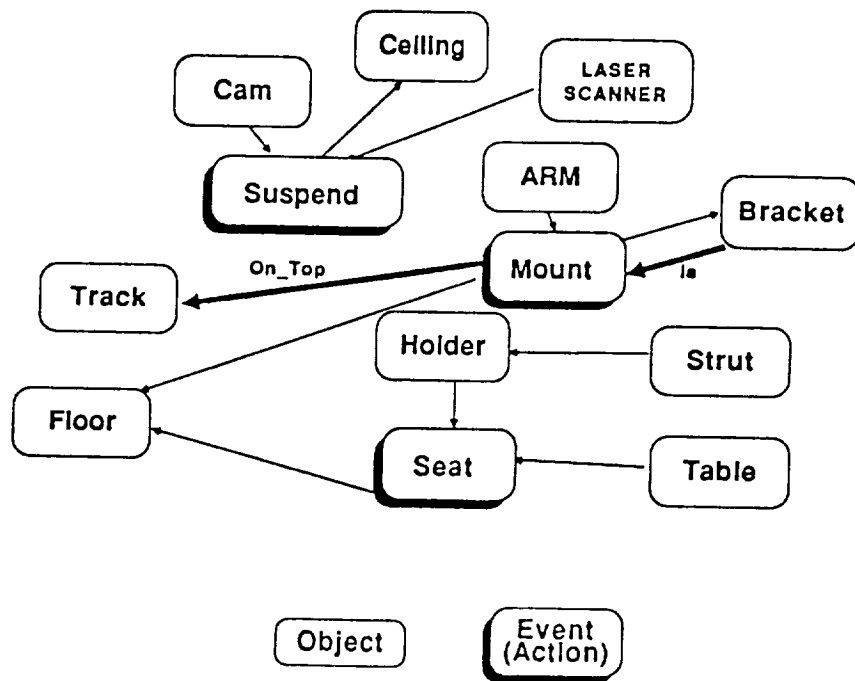 Ceiling
Cam
LASER
SCANNER
Suspend
ARM
Bracket
On_Top
Mount
Is
Track
Holder
Strut
Floor
Seat
Table
Object
Event
(Action)